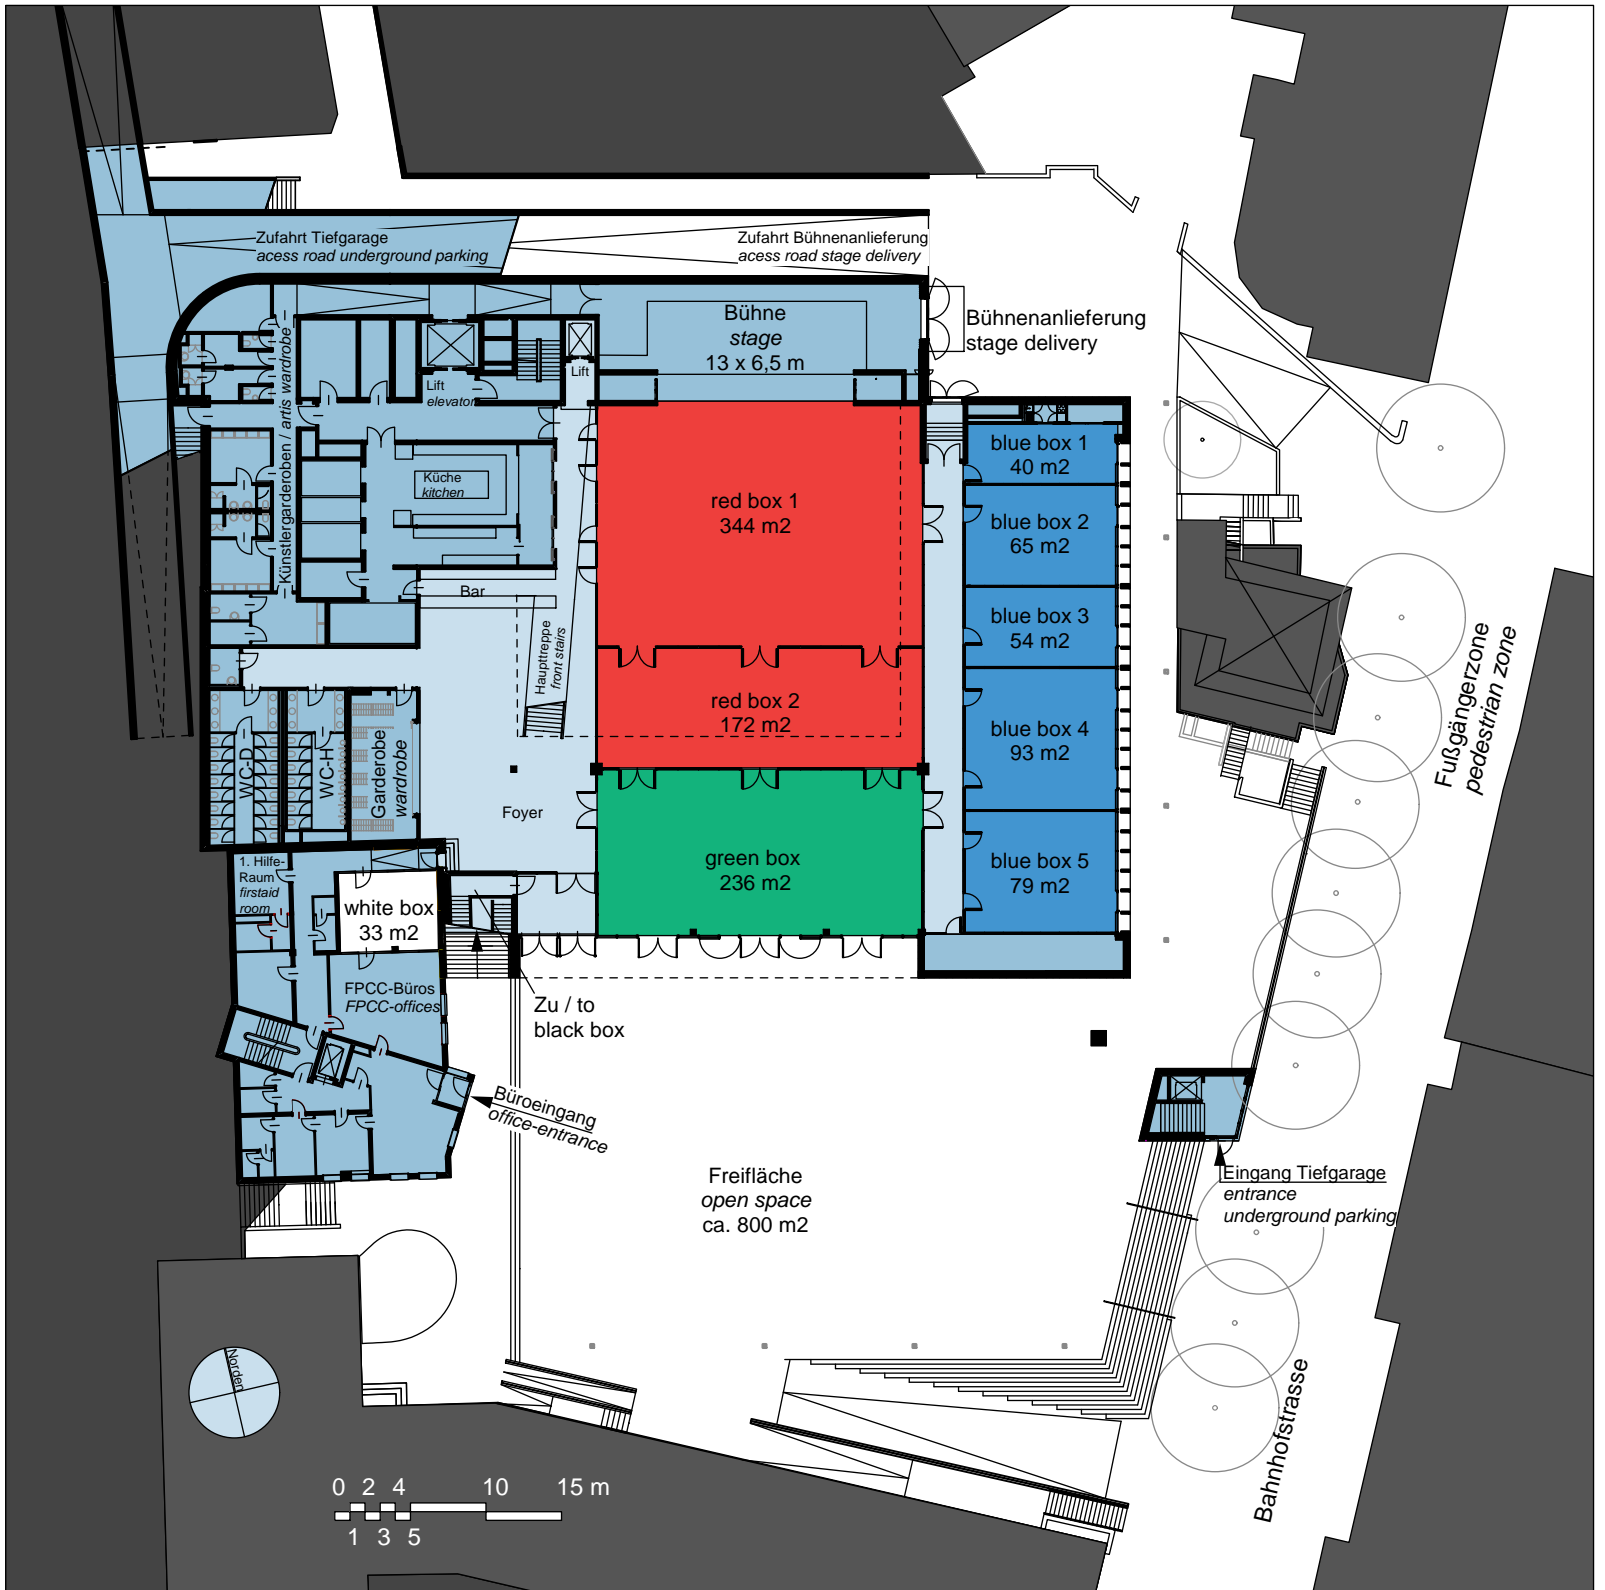 Zufahrt Tiefgarage
acess road underground parking
Zufahrt Bühnenanlieferung
acess road stage delivery
Bühne
stage
13 x 6,5 m
Bühnenanlieferung
stage delivery
Künstlergarderoben / artis wardrobe
Lift
elevator
Lift
Küche
kitchen
Bar
Haupttreppe
front stairs
red box 1
344 m2
red box 2
172 m2
green box
236 m2
blue box 1
40 m2
blue box 2
65 m2
blue box 3
54 m2
blue box 4
93 m2
blue box 5
79 m2
WC-D
WC-H
Garderobe
wardrobe
Foyer
1. Hilfe-
Raum
firstaid
room
white box
33 m2
FPCC-Büros
FPCC-offices
Zu / to
black box
Büroeingang
office-entrance
Freifläche
open space
ca. 800 m2
Fußgängerzone
pedestrian zone
Eingang Tiefgarage
entrance
underground parking
Bahnhofstrasse
Norden
0 2 4 10 15 m
1 3 5